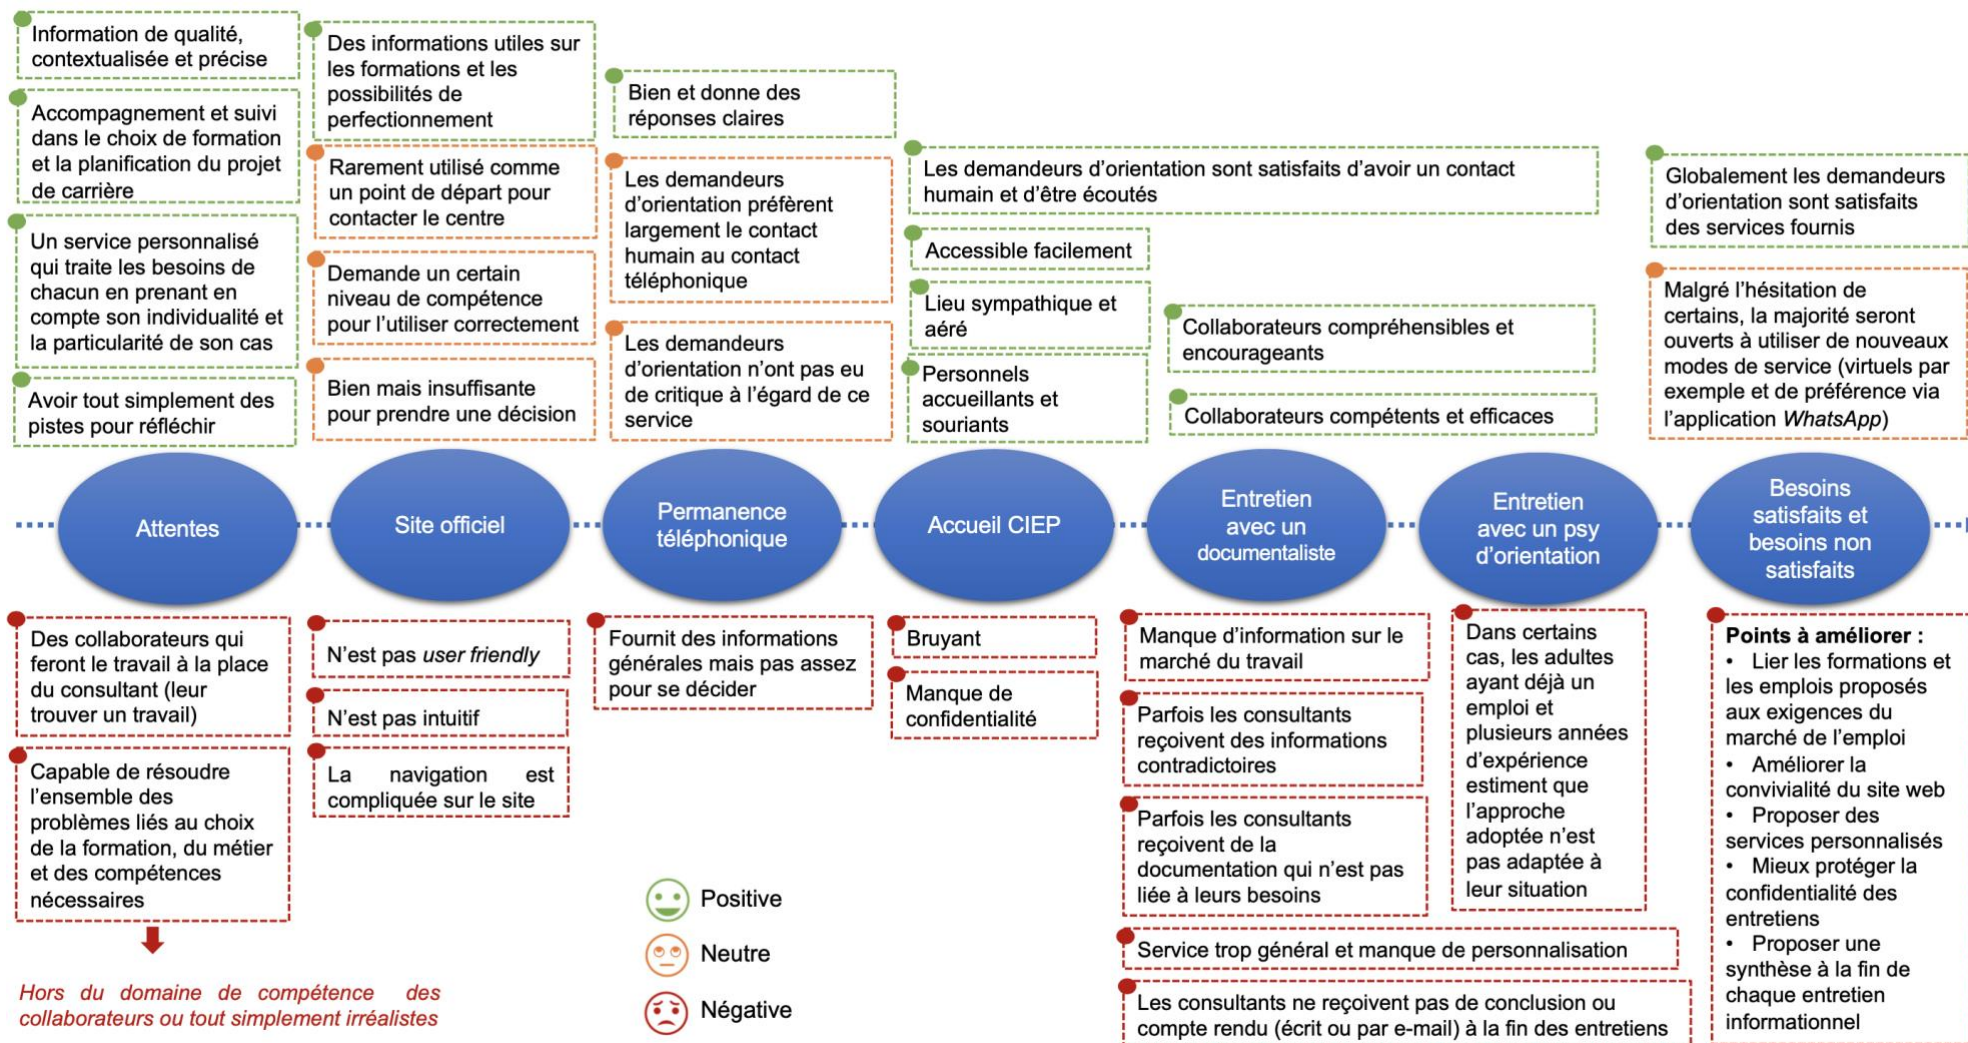 Information de qualité,
contextualisée et précise
Accompagnement et suivi
dans le choix de formation
et la planification du projet
de carrière
Un service personnalisé
qui traite les besoins de
chacun en prenant en
compte son individualité et
la particularité de son cas
Avoir tout simplement des
pistes pour réfléchir
Des informations utiles sur
les formations et les
possibilités de
perfectionnement
Rarement utilisé comme
un point de départ pour
contacter le centre
Demande un certain
niveau de compétence
pour l'utiliser correctement
Bien mais insuffisante
pour prendre une décision
Bien et donne des
réponses claires
Les demandeurs
d'orientation préfèrent
largement le contact
humain au contact
téléphonique
Les demandeurs
d'orientation n'ont pas eu
de critique à l'égard de ce
service
Les demandeurs d'orientation sont satisfaits d'avoir un contact
humain et d'être écoutés
Accessible facilement
Lieu sympathique et
aéré
Personnels
accueillants et
souriants
Collaborateurs compréhensibles et
encourageants
Collaborateurs compétents et efficaces
Globalement les demandeurs
d'orientation sont satisfaits
des services fournis
Malgré l'hésitation de
certains, la majorité seront
ouverts à utiliser de nouveaux
modes de service (virtuels par
exemple et de préférence via
l'application WhatsApp)
Attentes
Site officiel
Permanence
téléphonique
Accueil CIEP
Entretien
avec un
documentaliste
Entretien
avec un psy
d'orientation
Besoins
satisfaits et
besoins non
satisfaits
Des collaborateurs qui
feront le travail à la place
du consultant (leur
trouver un travail)
Capable de résoudre
l'ensemble des
problèmes liés au choix
de la formation, du métier
et des compétences
nécessaires
Hors du domaine de compétence des
collaborateurs ou tout simplement irréalistes
N'est pas user friendly
N'est pas intuitif
La navigation est
compliquée sur le site
Fournit des informations
générales mais pas assez
pour se décider
Bruyant
Manque de
confidentialité
Manque d'information sur le
marché du travail
Parfois les consultants
reçoivent des informations
contradictoires
Parfois les consultants
reçoivent de la
documentation qui n'est pas
liée à leurs besoins
Service trop général et manque de personnalisation
Les consultants ne reçoivent pas de conclusion ou
compte rendu (écrit ou par e-mail) à la fin des entretiens
Dans certains
cas, les adultes
ayant déjà un
emploi et
plusieurs années
d'expérience
estiment que
l'approche
adoptée n'est
pas adaptée à
leur situation
Points à améliorer :
• Lier les formations et
les emplois proposés
aux exigences du
marché de l'emploi
• Améliorer la
convivialité du site web
• Proposer des
services personnalisés
• Mieux protéger la
confidentialité des
entretiens
• Proposer une
synthèse à la fin de
chaque entretien
informationnel
Positive
Neutre
Négative